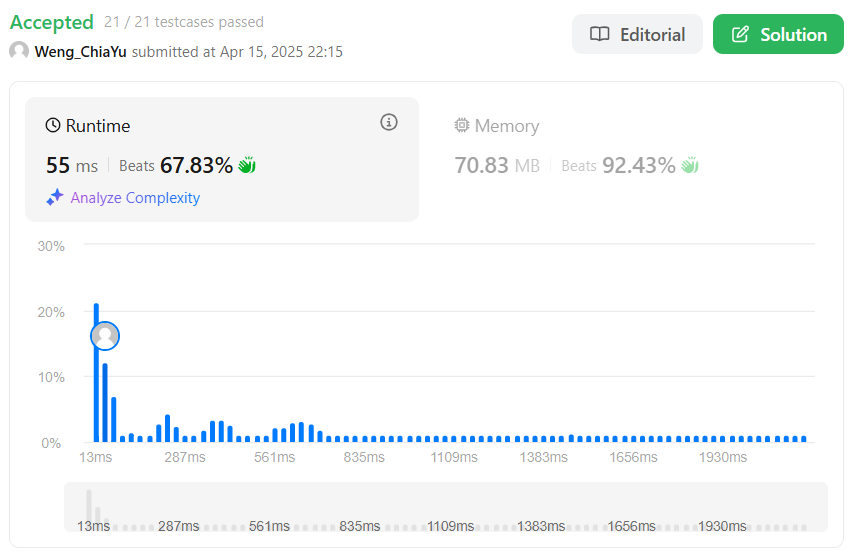 Accepted 21 / 21 testcases passed
Weng_ChiaYu submitted at Apr 15, 2025 22:15
Editorial
Solution
Runtime
55 ms Beats 67.83%
Analyze Complexity
Memory
70.83 MB Beats 92.43%
30%
20%
10%
0%
13ms 287ms 561ms 835ms 1109ms 1383ms 1656ms 1930ms
13ms 287ms 561ms 835ms 1109ms 1383ms 1656ms 1930ms